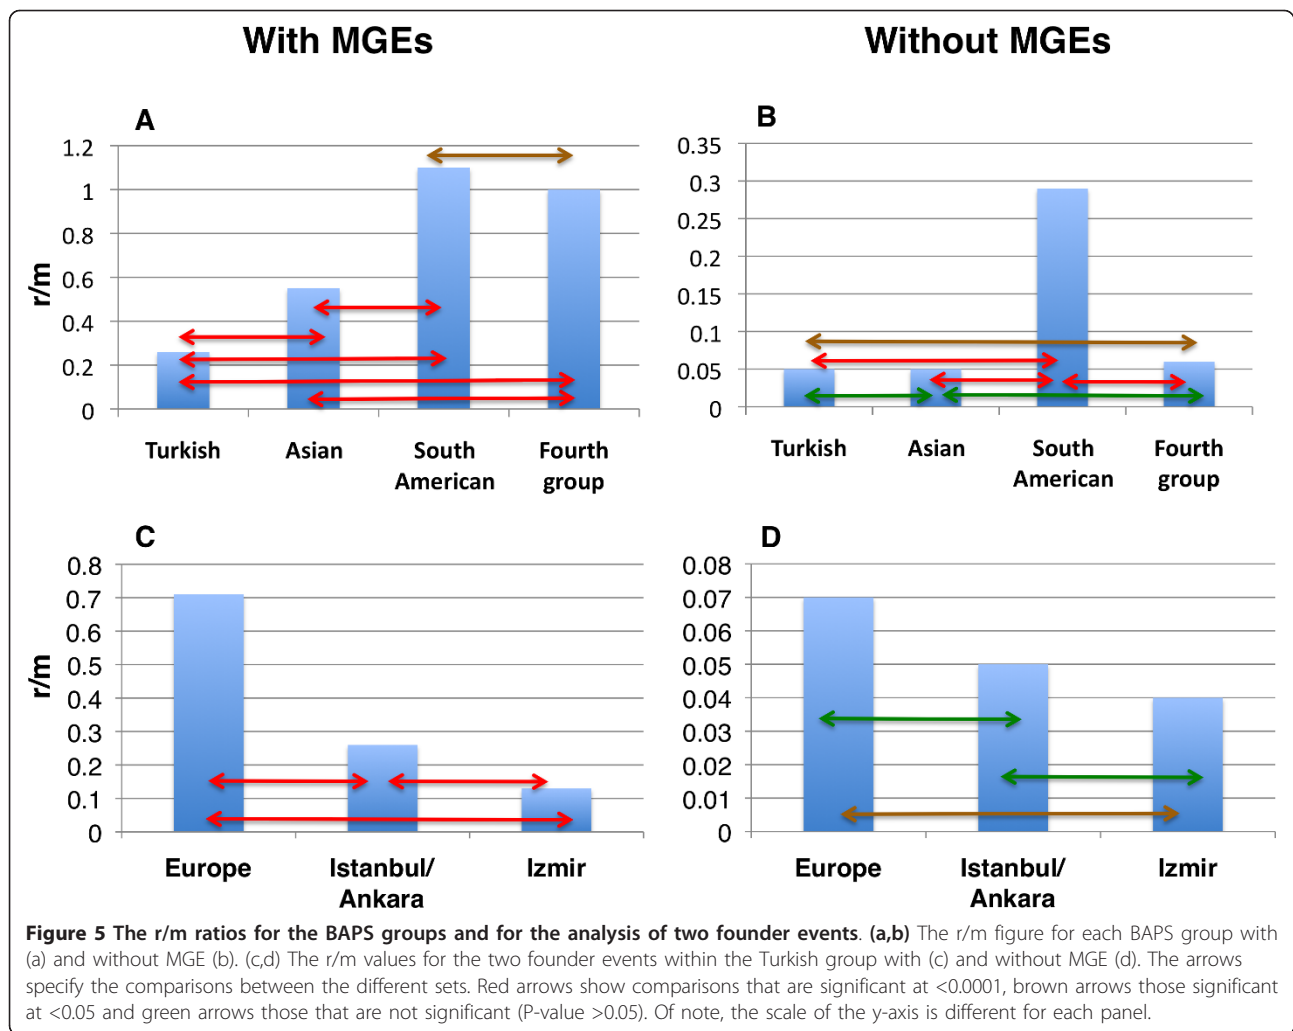 With MGEs
Without MGEs
A
1.2
1
0.8
0.6
0.4
0.2
0
r/m
Turkish
Asian
South
American
Fourth
group
B
0.35
0.3
0.25
0.2
0.15
0.1
0.05
0
Turkish
Asian
South
American
Fourth
group
C
0.8
0.7
0.6
0.5
0.4
0.3
0.2
0.1
0
r/m
Europe
Istanbul/
Ankara
Izmir
D
0.08
0.07
0.06
0.05
0.04
0.03
0.02
0.01
0
Europe
Istanbul/
Ankara
Izmir
Figure 5 The r/m ratios for the BAPS groups and for the analysis of two founder events. (a,b) The r/m figure for each BAPS group with
(a) and without MGE (b). (c,d) The r/m values for the two founder events within the Turkish group with (c) and without MGE (d). The arrows
specify the comparisons between the different sets. Red arrows show comparisons that are significant at <0.0001, brown arrows those significant
at <0.05 and green arrows those that are not significant (P-value >0.05). Of note, the scale of the y-axis is different for each panel.